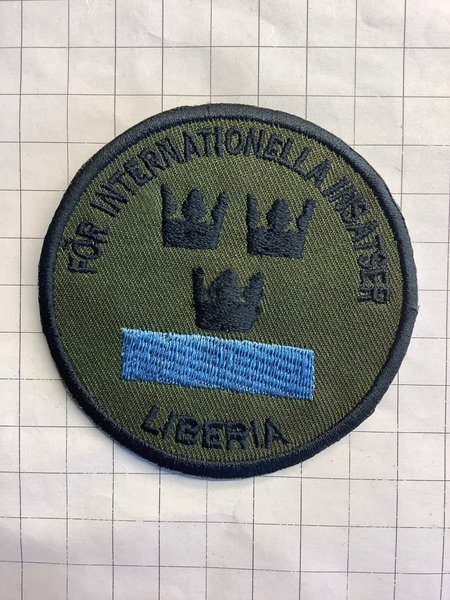 FÖR INTERNATIONELLA INSATSER
LIBERIA